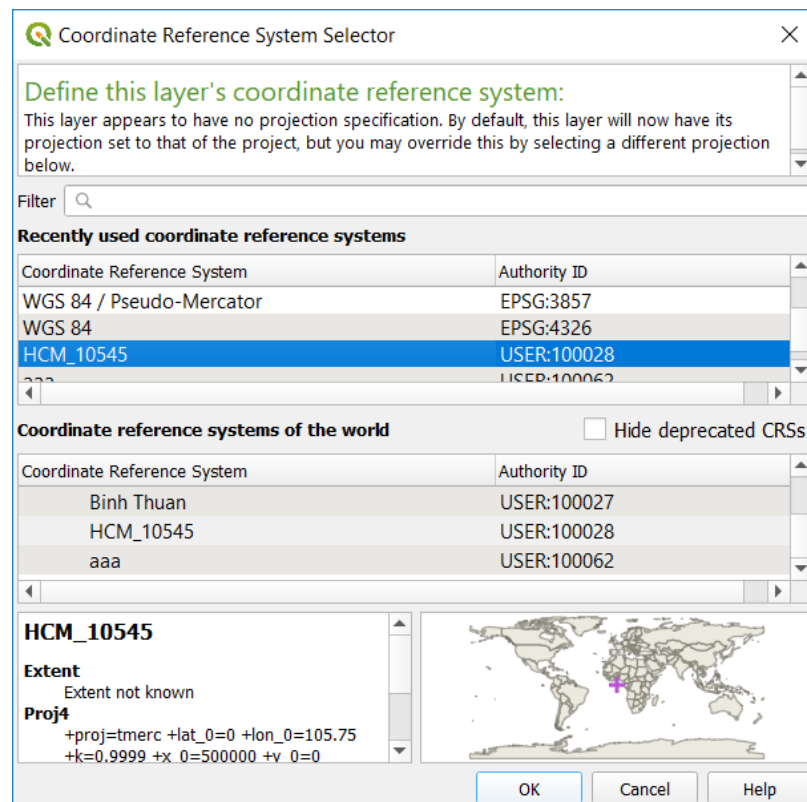 Coordinate Reference System Selector
Define this layer's coordinate reference system:
This layer appears to have no projection specification. By default, this layer will now have its
projection set to that of the project, but you may override this by selecting a different projection
below.
Filter
Recently used coordinate reference systems
Coordinate Reference System Authority ID
WGS 84 / Pseudo-Mercator EPSG:3857
WGS 84 EPSG:4326
HCM_10545 USER:100028
aaa USER:100062
Coordinate reference systems of the world Hide deprecated CRSs
Coordinate Reference System Authority ID
Binh Thuan USER:100027
HCM_10545 USER:100028
aaa USER:100062
HCM_10545
Extent
Extent not known
Proj4
+proj=tmerc +lat_0=0 +lon_0=105.75
+k=0.9999 +x_0=500000 +y_0=0
OK Cancel Help